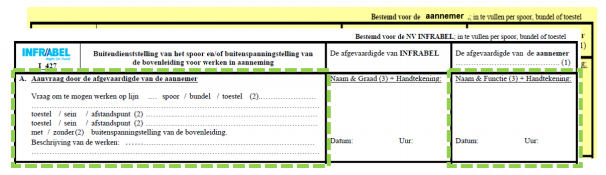 Bestemd voor de aannemer .; in te vullen per spoor, bundel of toestel
Bestemd voor de NV INFRABEL; in te vullen per spoor, bundel of toestel
INFRABEL
I 427
Buitendienststelling van het spoor en/of buitenspanningstelling van
de bovenleiding voor werken in aanneming
De afgevaardigde van INFRABEL
De afgevaardigde van de aannemer
(1)
A. Aanvraag door de afgevaardigde van de aannemer
Vraag om te mogen werken op lijn .... spoor / bundel / toestel (2)
toestel / sein / afstandspunt (2)
toestel / sein / afstandspunt (2)
met / zonder(2) buitenspanningstelling van de bovenleiding.
Beschrijving van de werken:
Naam & Graad (3) + Handtekening:
Datum: Uur:
Naam & Functie (3) + Handtekening:
Datum: Uur: